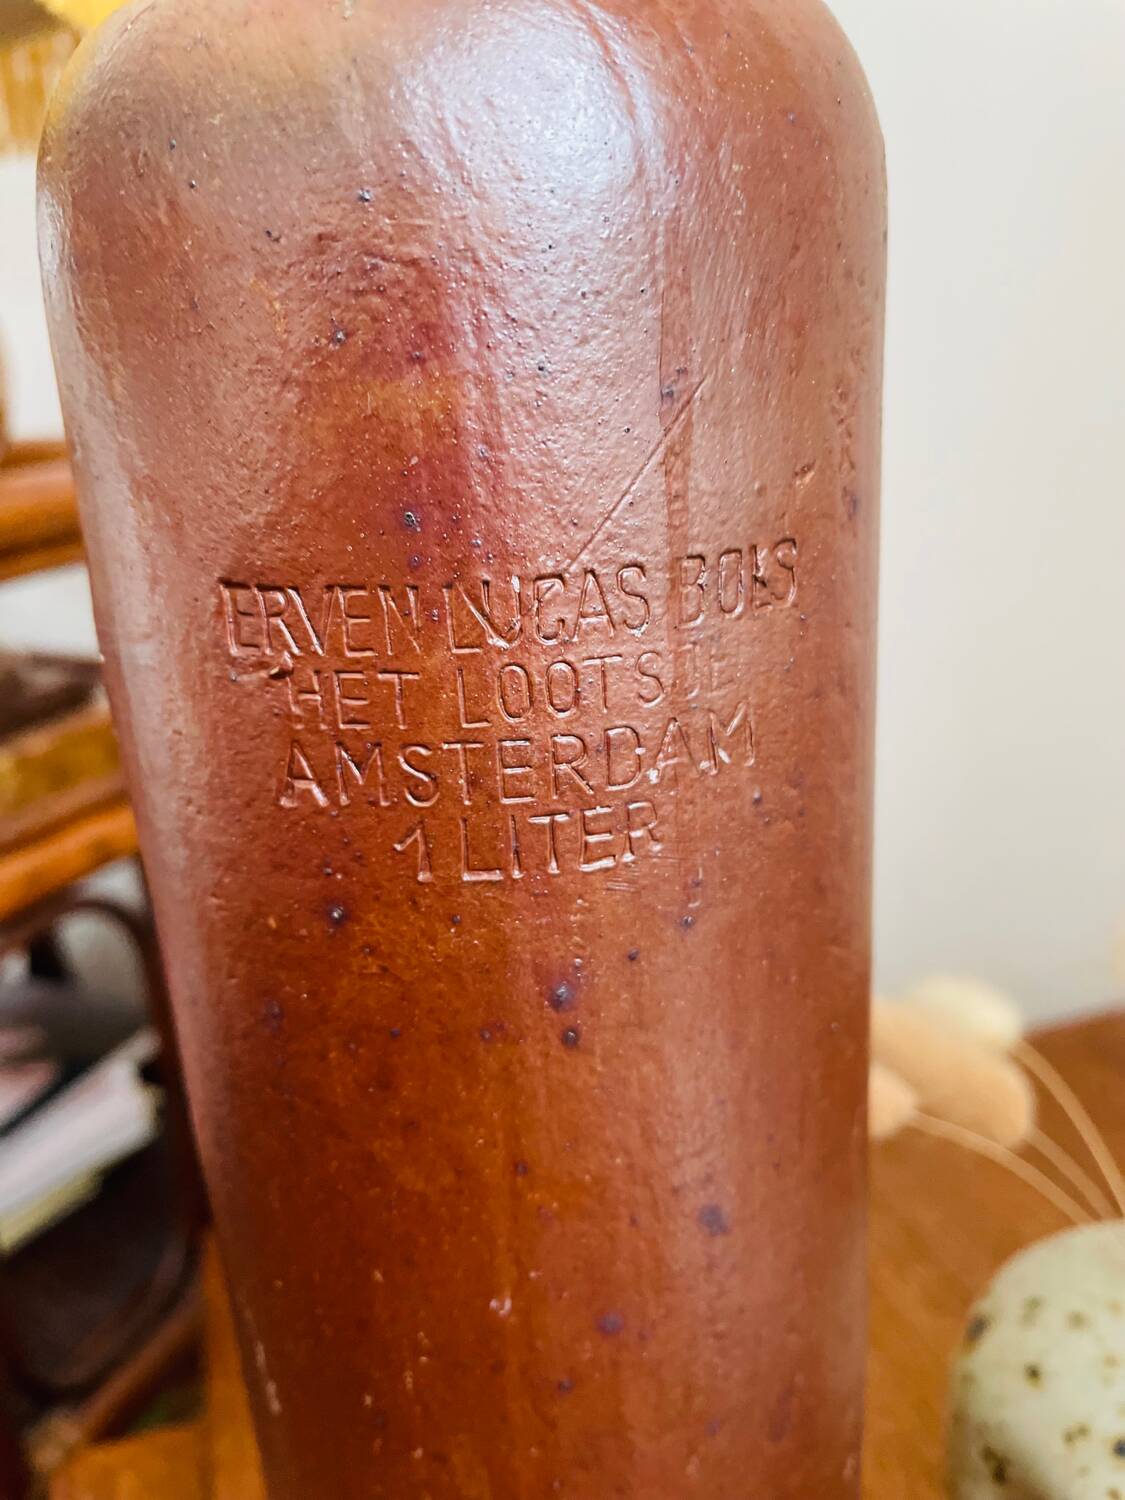 ERVEN LUCAS BOLS
HET LOOTSJE
AMSTERDAM
1 LITER